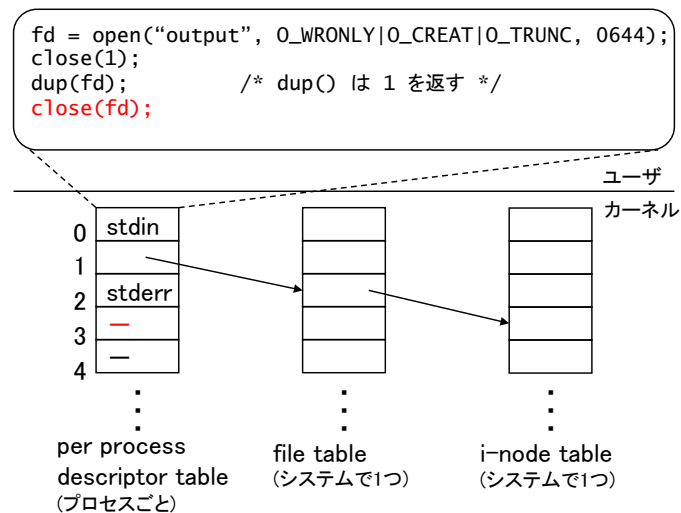 fd = open(“output”, O_WRONLY|O_CREAT|O_TRUNC, 0644);
close(1);
dup(fd);          /* dup() は 1 を返す */
close(fd);
ユーザ
カーネル
0 stdin
1
2 stderr
3 —
4 —
per process
descriptor table
(プロセスごと)
file table
(システムで1つ)
i-node table
(システムで1つ)